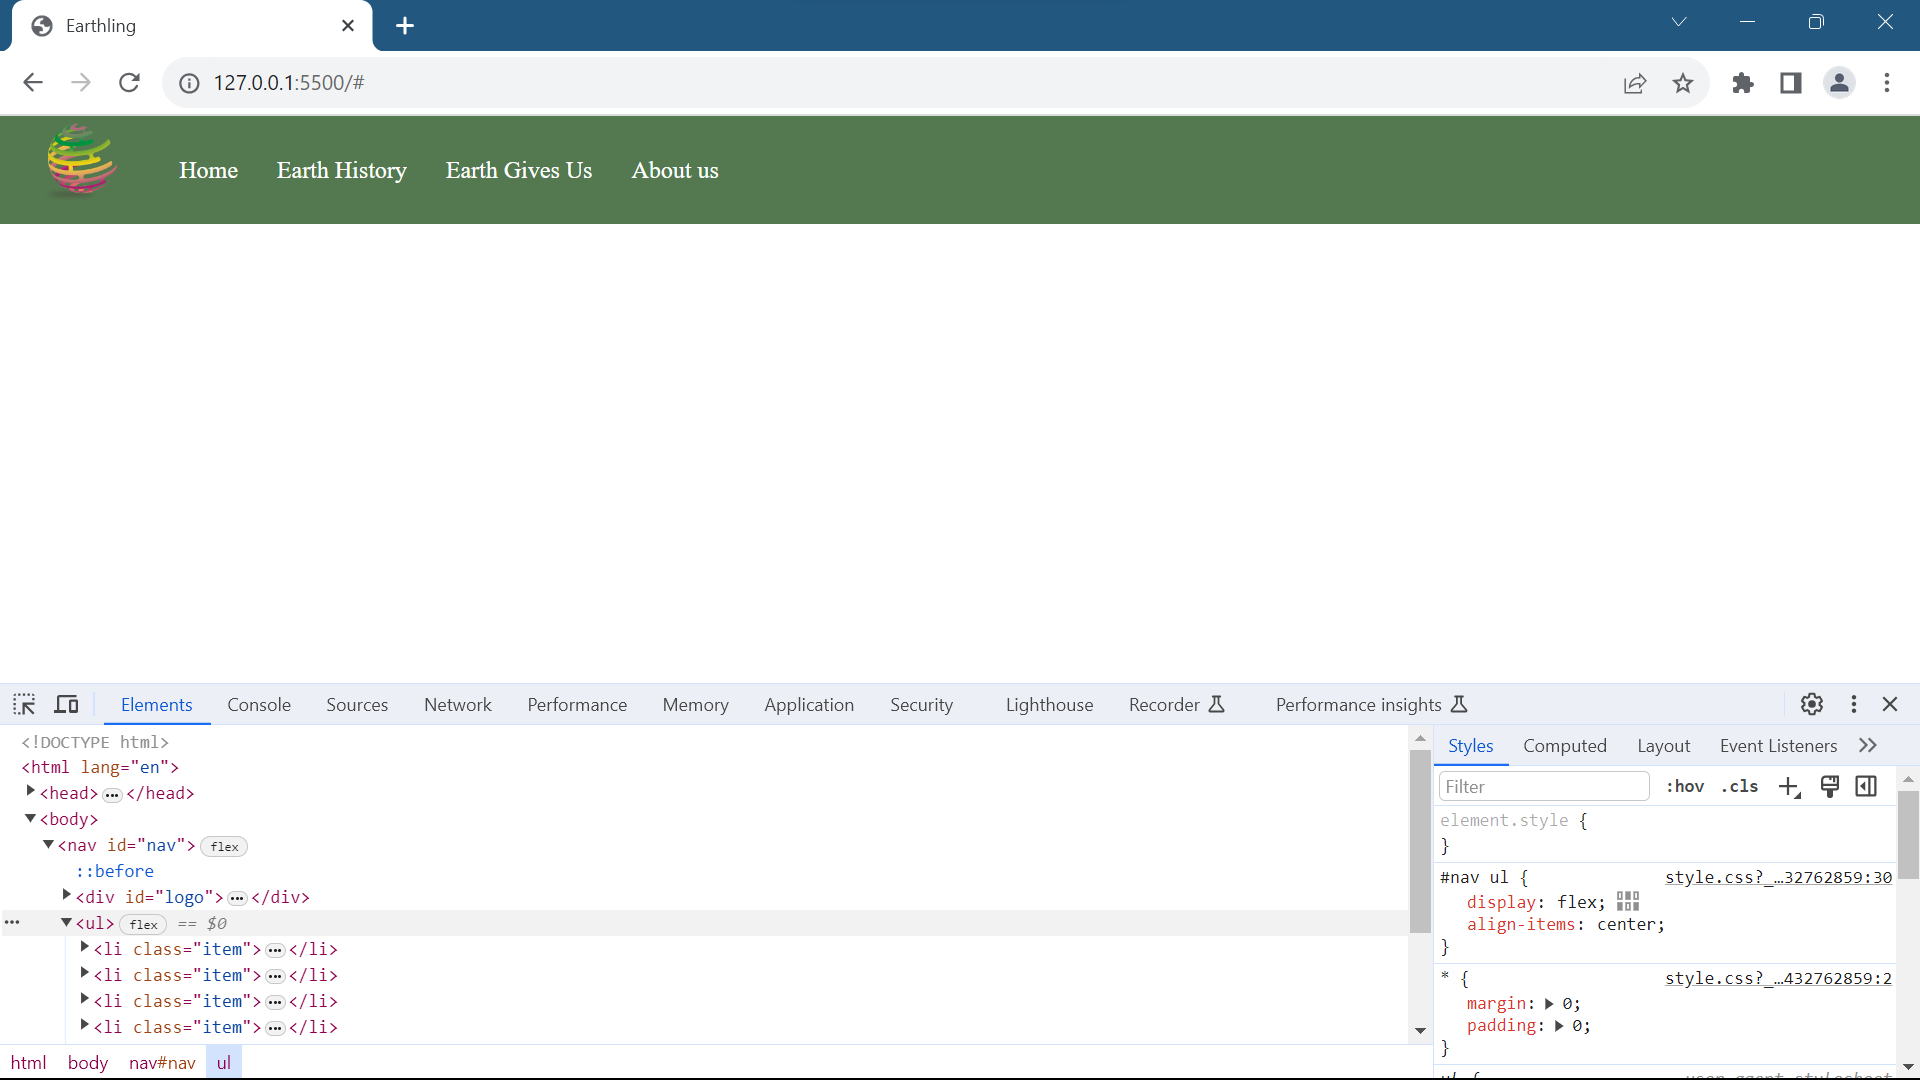 Earthling
127.0.0.1:5500/#
Home Earth History Earth Gives Us About us
Elements Console Sources Network Performance Memory Application Security Lighthouse Recorder Performance insights
<!DOCTYPE html>
<html lang="en">
<head> ••• </head>
<body>
<nav id="nav"> flex
::before
<div id="logo"> ••• </div>
••• <ul> flex == $0
<li class="item"> ••• </li>
<li class="item"> ••• </li>
<li class="item"> ••• </li>
<li class="item"> ••• </li>
html body nav#nav ul
Styles Computed Layout Event Listeners
Filter :hov .cls
element.style {
}
#nav ul { style.css?_…32762859:30
display: flex;
align-items: center;
}
* { style.css?_…432762859:2
margin: 0;
padding: 0;
}
ul { user agent stylesheet